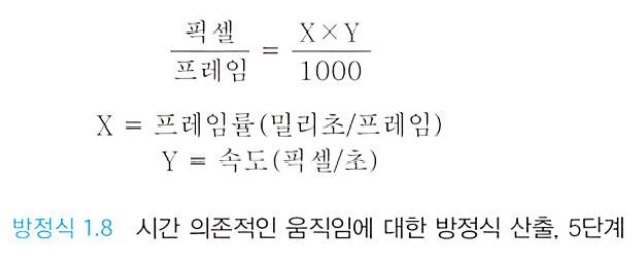 픽셀/프레임 = X×Y/1000
X = 프레임률(밀리초/프레임)
Y = 속도(픽셀/초)
방정식 1.8 시간 의존적인 움직임에 대한 방정식 산출, 5단계